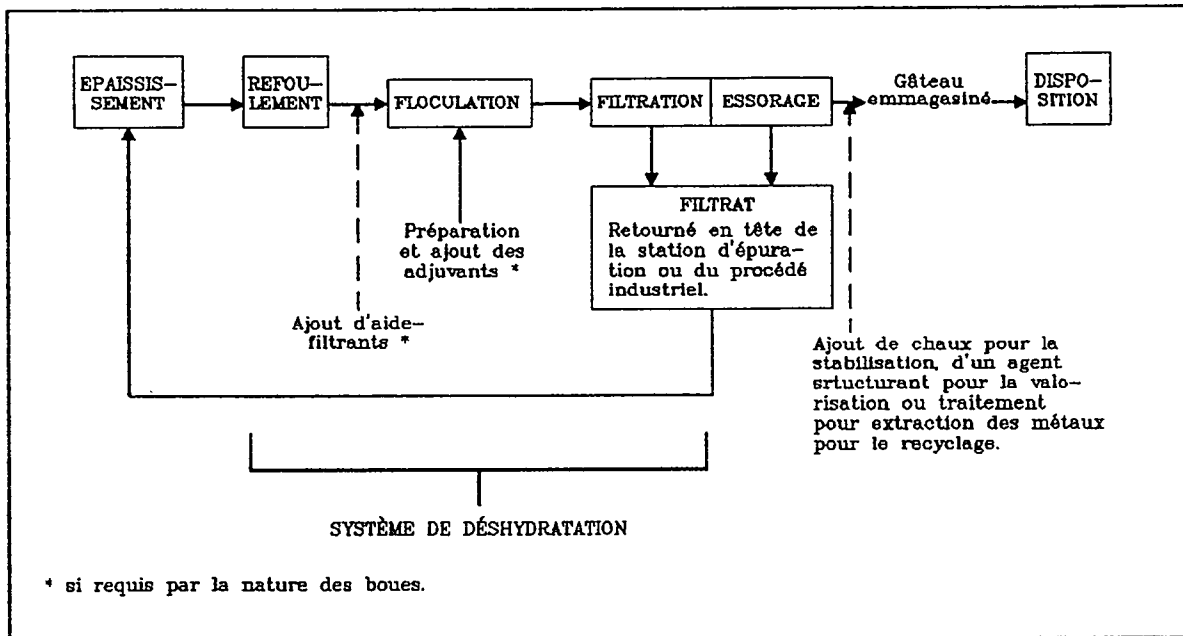 EPAISSIS-
SEMENT
REFOU-
LEMENT
FLOCULATION
FILTRATION
ESSORAGE
Gâteau
emmagasiné
DISPO-
SITION
FILTRAT
Retourné en tête de
la station d'épura-
tion ou du procédé
industriel.
Préparation
et ajout des
adjuvants *
Ajout d'aide-
filtrants *
Ajout de chaux pour la
stabilisation, d'un agent
srtucturant pour la valo-
risation ou traitement
pour extraction des métaux
pour le recyclage.
SYSTÈME DE DÉSHYDRATATION
* si requis par la nature des boues.